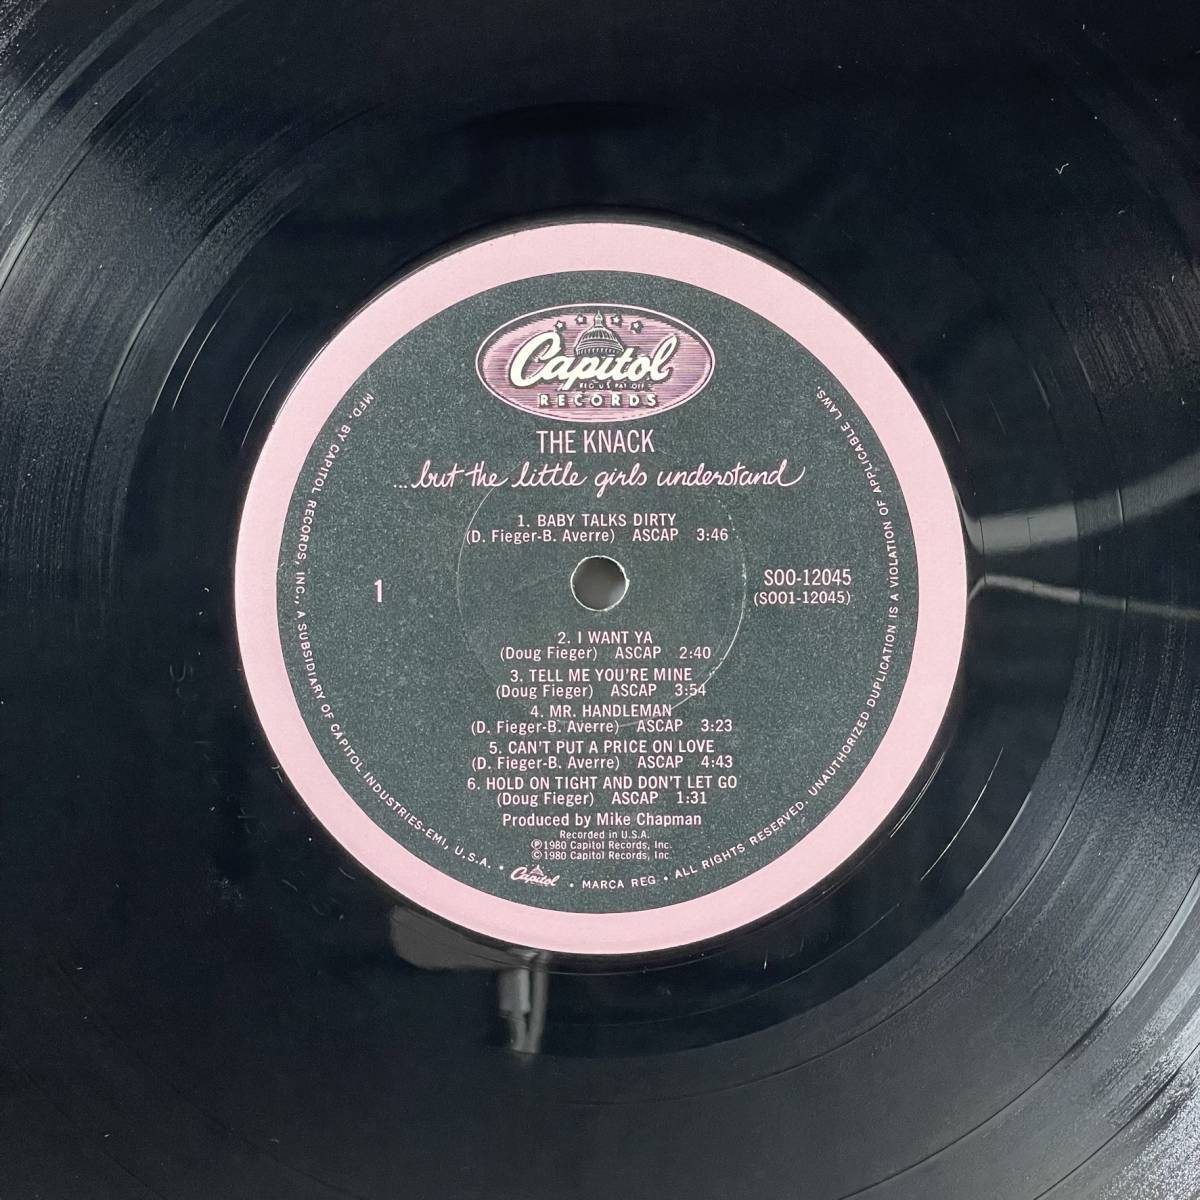 Capitol
REG. U.S. PAT. OFF.
RECORDS
THE KNACK
...but the little girls understand
1. BABY TALKS DIRTY
(D. Fieger-B. Averre) ASCAP 3:46
1
SOO-12045
(SOO1-12045)
2. I WANT YA
(Doug Fieger) ASCAP 2:40
3. TELL ME YOU'RE MINE
(Doug Fieger) ASCAP 3:54
4. MR. HANDLEMAN
(D. Fieger-B. Averre) ASCAP 3:23
5. CAN'T PUT A PRICE ON LOVE
(D. Fieger-B. Averre) ASCAP 4:43
6. HOLD ON TIGHT AND DON'T LET GO
(Doug Fieger) ASCAP 1:31
Produced by Mike Chapman
Recorded in U.S.A.
℗1980 Capitol Records, Inc.
©1980 Capitol Records, Inc.
MFD. BY CAPITOL RECORDS, INC., A SUBSIDIARY OF CAPITOL INDUSTRIES-EMI, U.S.A. • Capitol • MARCA REG. • ALL RIGHTS RESERVED. UNAUTHORIZED DUPLICATION IS A VIOLATION OF APPLICABLE LAWS.